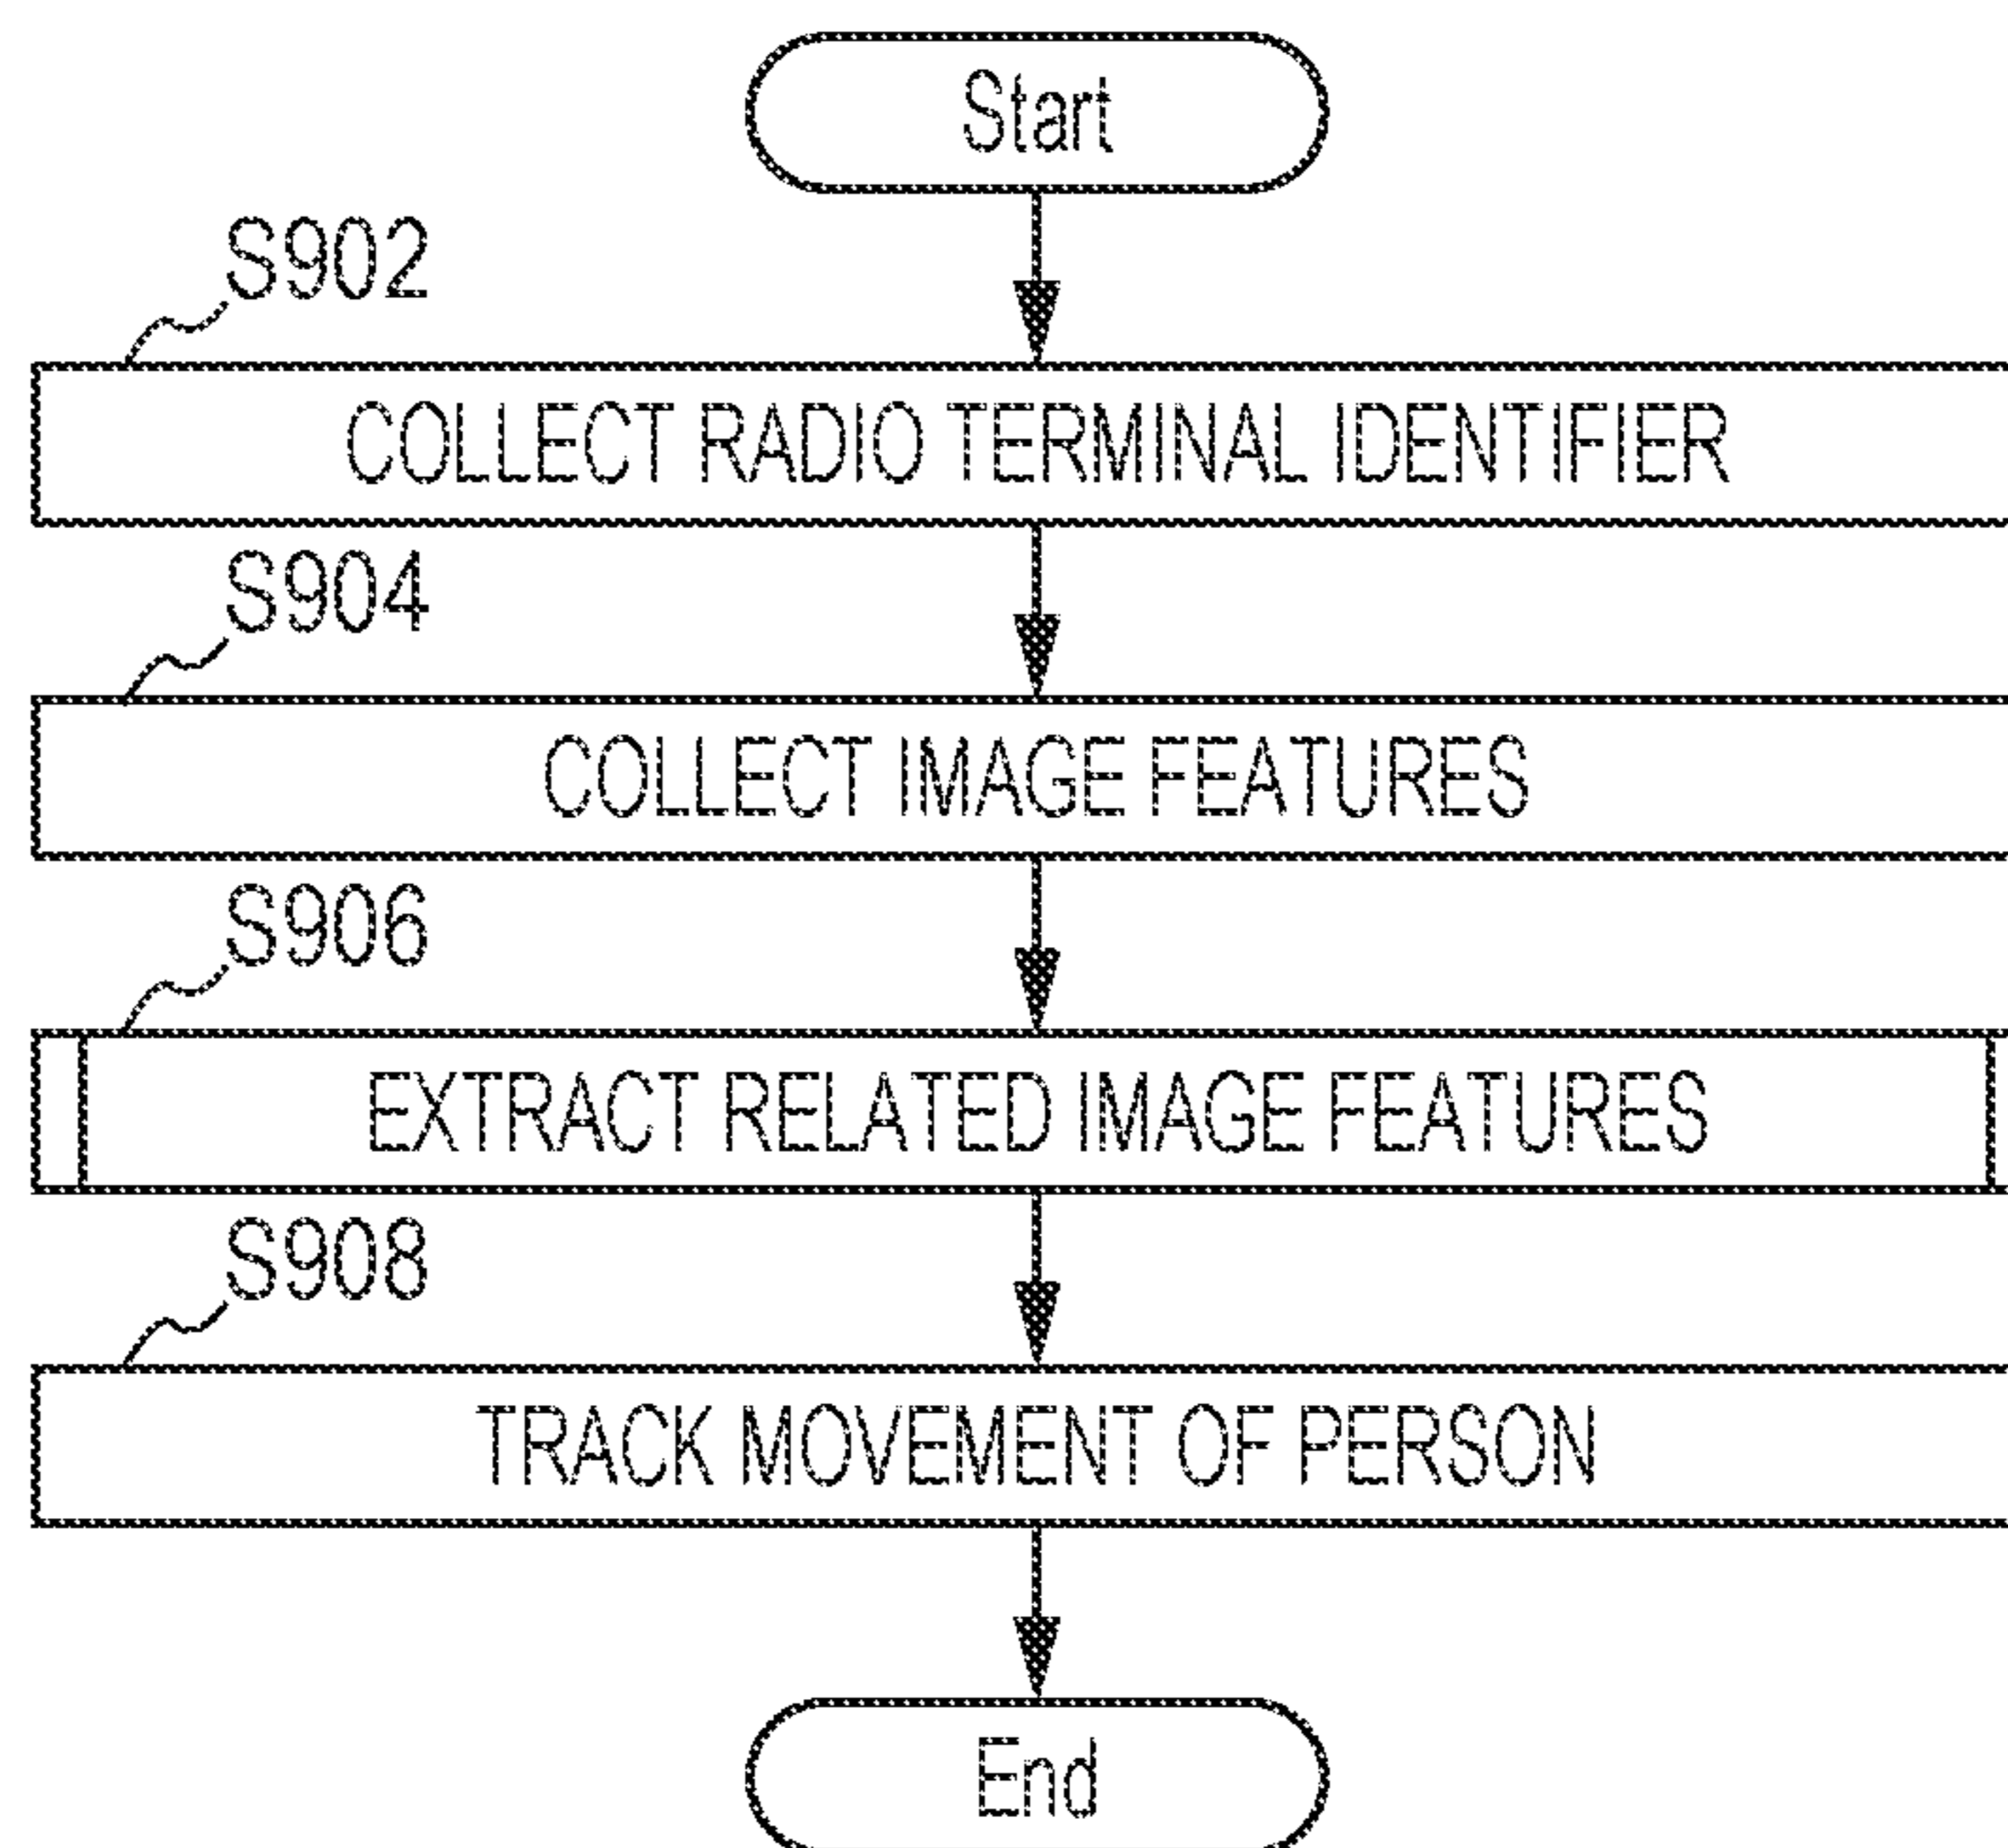 Start
S902
COLLECT RADIO TERMINAL IDENTIFIER
S904
COLLECT IMAGE FEATURES
S906
EXTRACT RELATED IMAGE FEATURES
S908
TRACK MOVEMENT OF PERSON
End